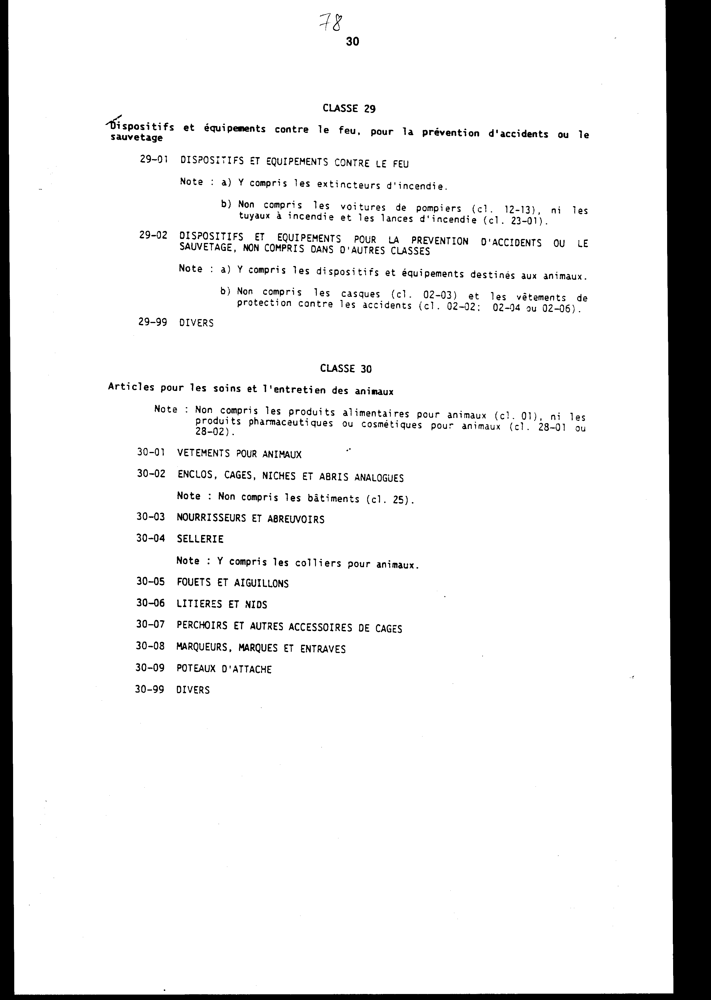 78
30
CLASSE 29
Dispositifs et équipements contre le feu, pour la prévention d'accidents ou le
sauvetage
29-01 DISPOSITIFS ET EQUIPEMENTS CONTRE LE FEU
Note : a) Y compris les extincteurs d'incendie.
b) Non compris les voitures de pompiers (cl. 12-13), ni les
tuyaux à incendie et les lances d'incendie (cl. 23-01).
29-02 DISPOSITIFS ET EQUIPEMENTS POUR LA PREVENTION D'ACCIDENTS OU LE
SAUVETAGE, NON COMPRIS DANS D'AUTRES CLASSES
Note : a) Y compris les dispositifs et équipements destinés aux animaux.
b) Non compris les casques (cl. 02-03) et les vêtements de
protection contre les accidents (cl. 02-02; 02-04 ou 02-06).
29-99 DIVERS
CLASSE 30
Articles pour les soins et l'entretien des animaux
Note : Non compris les produits alimentaires pour animaux (cl. 01), ni les
produits pharmaceutiques ou cosmétiques pour animaux (cl. 28-01 ou
28-02).
30-01 VETEMENTS POUR ANIMAUX
30-02 ENCLOS, CAGES, NICHES ET ABRIS ANALOGUES
Note : Non compris les bâtiments (cl. 25).
30-03 NOURRISSEURS ET ABREUVOIRS
30-04 SELLERIE
Note : Y compris les colliers pour animaux.
30-05 FOUETS ET AIGUILLONS
30-06 LITIERES ET NIDS
30-07 PERCHOIRS ET AUTRES ACCESSOIRES DE CAGES
30-08 MARQUEURS, MARQUES ET ENTRAVES
30-09 POTEAUX D'ATTACHE
30-99 DIVERS